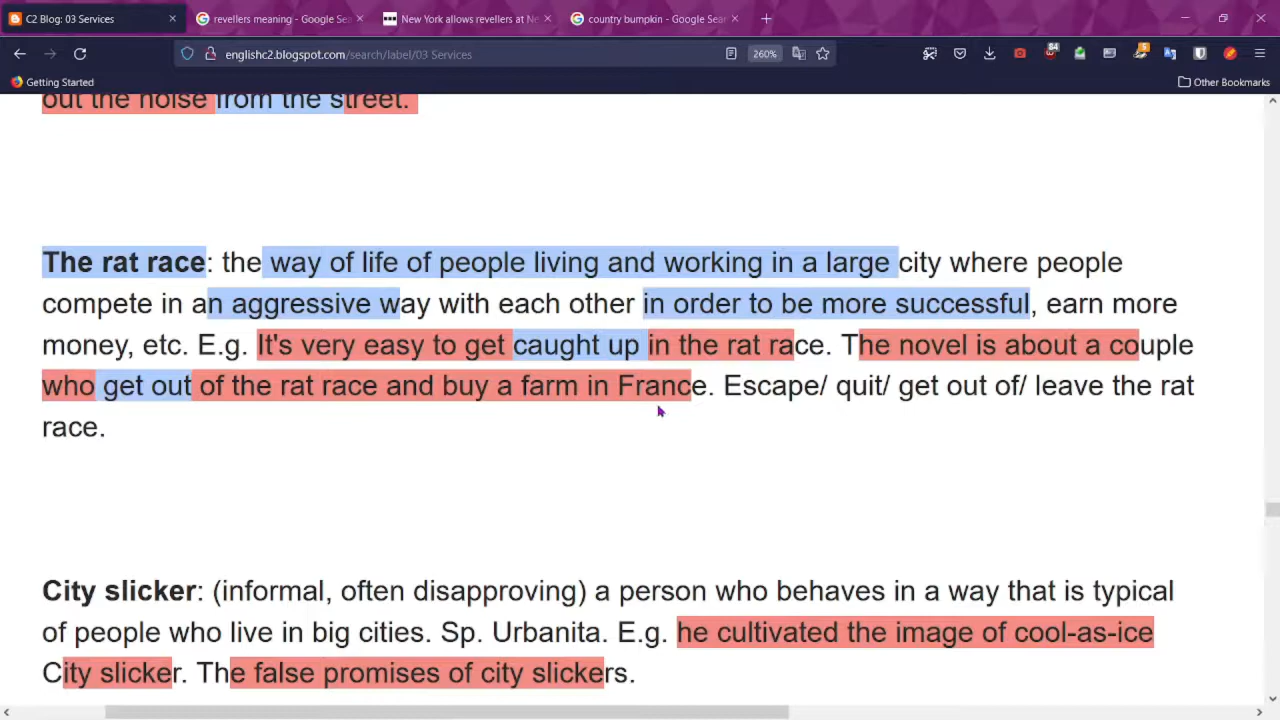 C2 Blog: 03 Services
revellers meaning - Google Sea
New York allows revellers at Ne
country bumpkin - Google Sear
englishc2.blogspot.com/search/label/03 Services
260%
84
5
Getting Started
Other Bookmarks
out the noise from the street.
The rat race: the way of life of people living and working in a large city where people
compete in an aggressive way with each other in order to be more successful, earn more
money, etc. E.g. It's very easy to get caught up in the rat race. The novel is about a couple
who get out of the rat race and buy a farm in France. Escape/ quit/ get out of/ leave the rat
race.
City slicker: (informal, often disapproving) a person who behaves in a way that is typical
of people who live in big cities. Sp. Urbanita. E.g. he cultivated the image of cool-as-ice
City slicker. The false promises of city slickers.